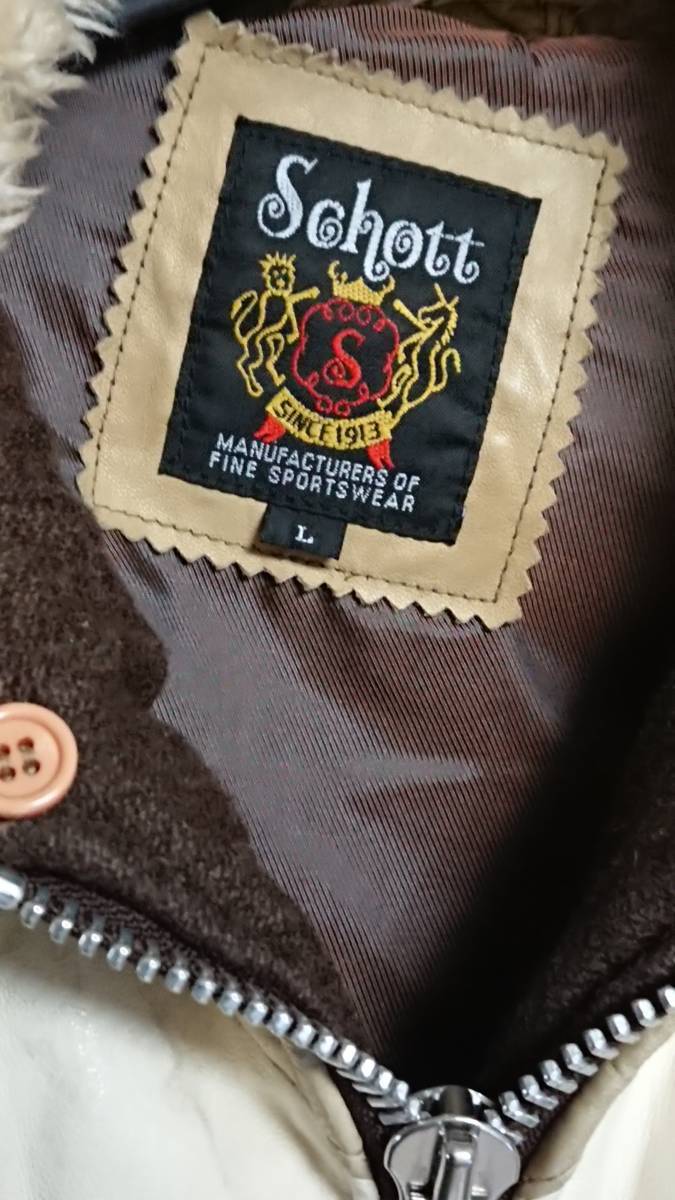 Schott
S
SINCE 1913
MANUFACTURERS OF
FINE SPORTSWEAR
L